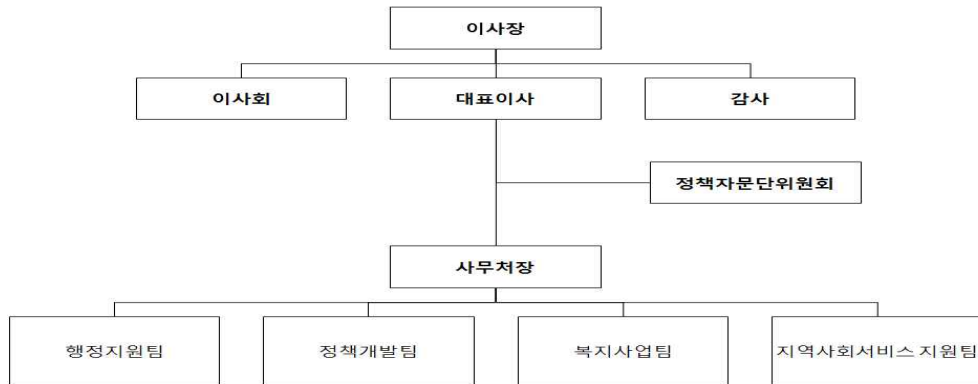 이사장
이사회
대표이사
감사
정책자문단위원회
사무처장
행정지원팀
정책개발팀
복지사업팀
지역사회서비스 지원팀